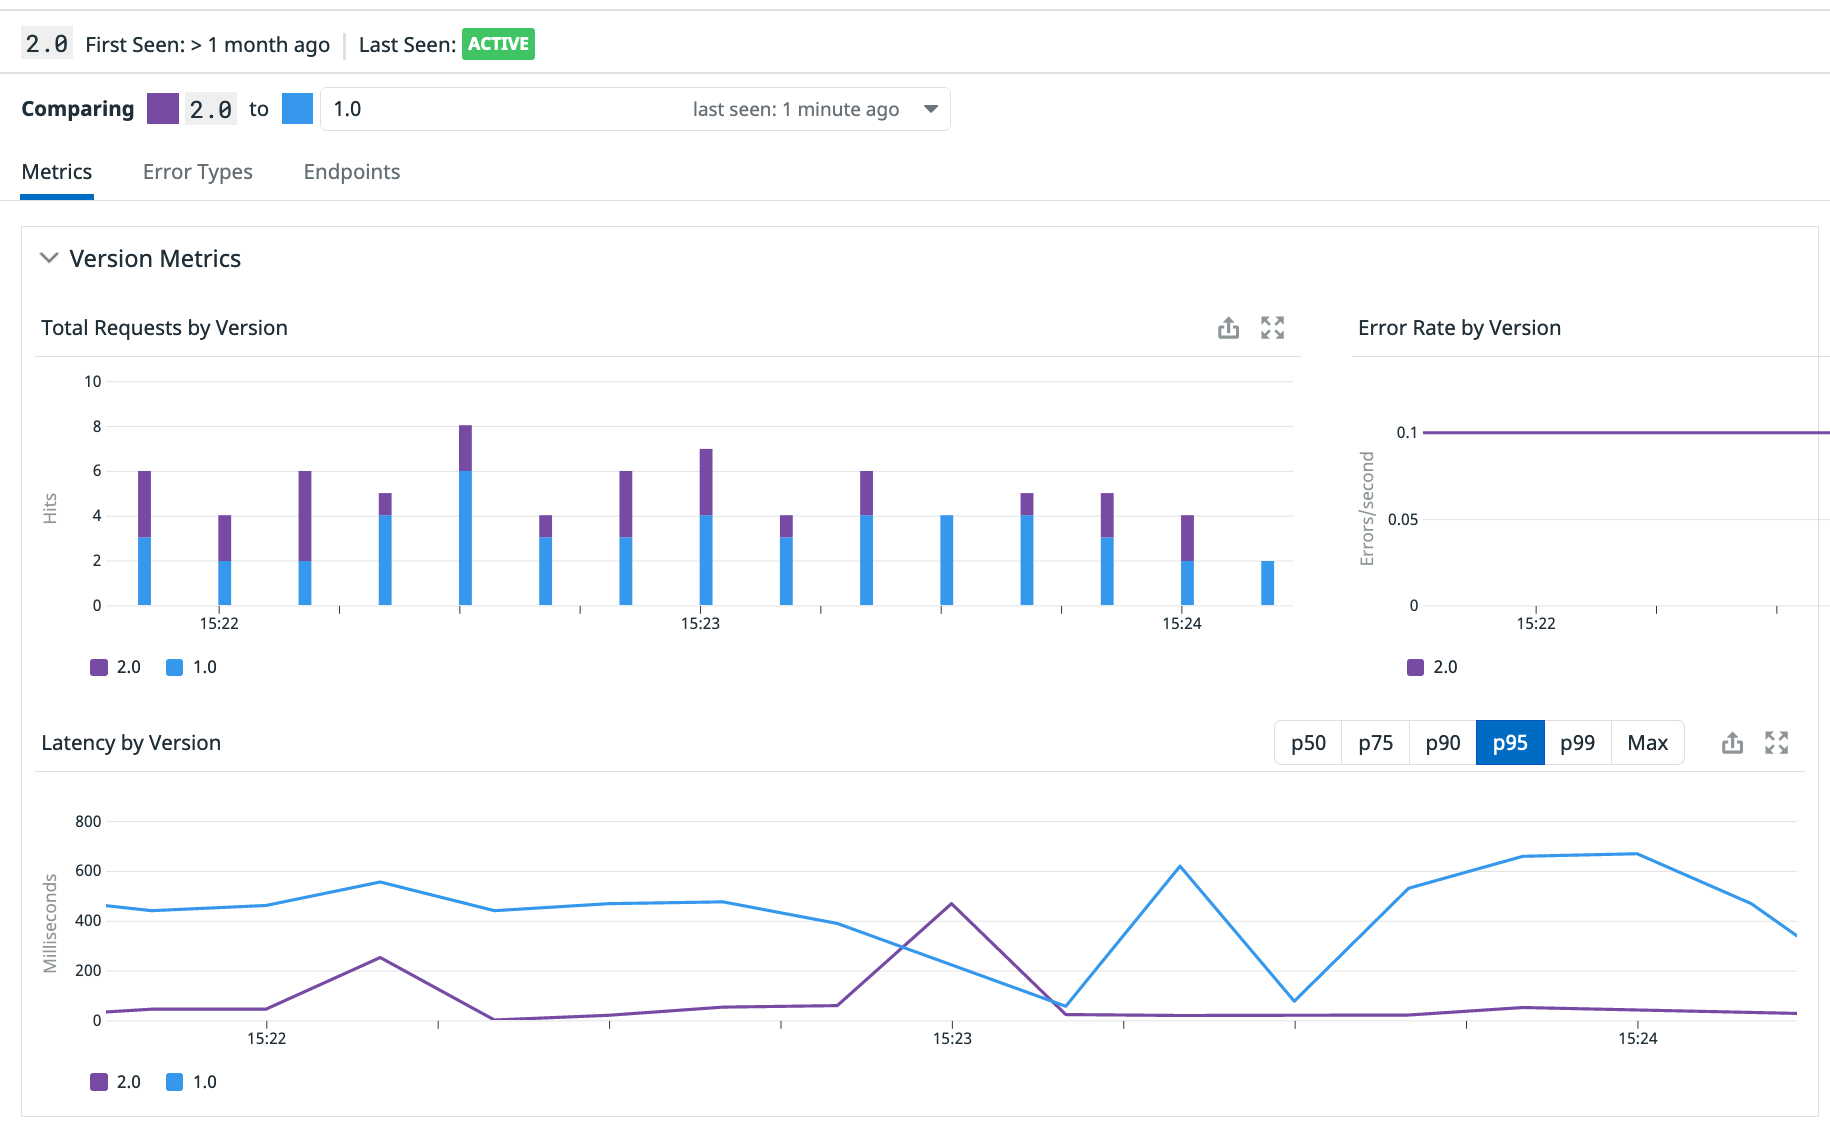 2.0 First Seen: > 1 month ago Last Seen: ACTIVE
Comparing 2.0 to 1.0 last seen: 1 minute ago
Metrics Error Types Endpoints
Version Metrics
Total Requests by Version
Hits
10
8
6
4
2
0
15:22 15:23 15:24
2.0 1.0
Error Rate by Version
Errors/second
0.1
0.05
0
15:22
2.0
Latency by Version
p50 p75 p90 p95 p99 Max
Milliseconds
800
600
400
200
0
15:22 15:23 15:24
2.0 1.0